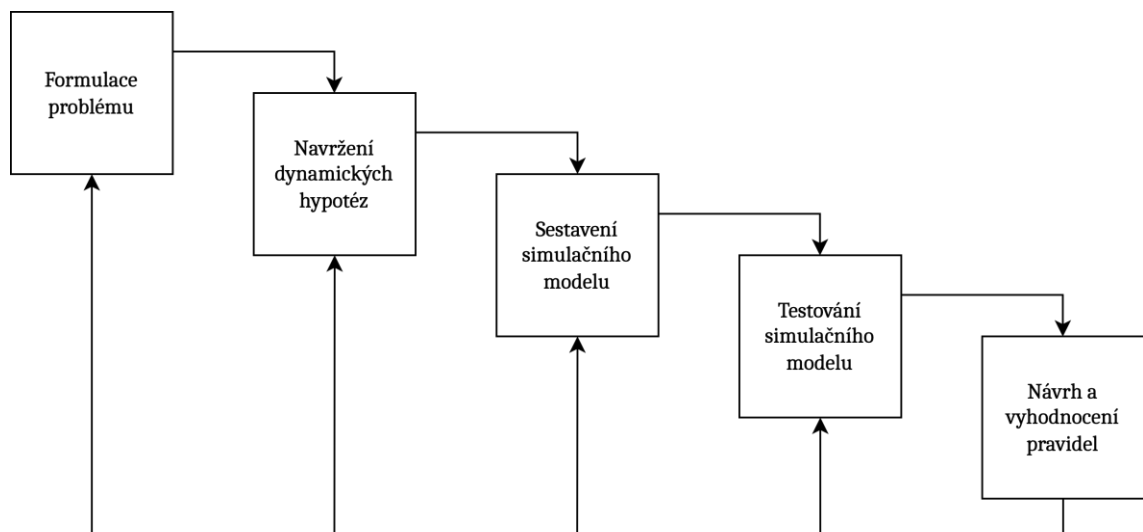 Formulace
problému
Navržení
dynamických
hypotéz
Sestavení
simulačního
modelu
Testování
simulačního
modelu
Návrh a
vyhodnocení
pravidel